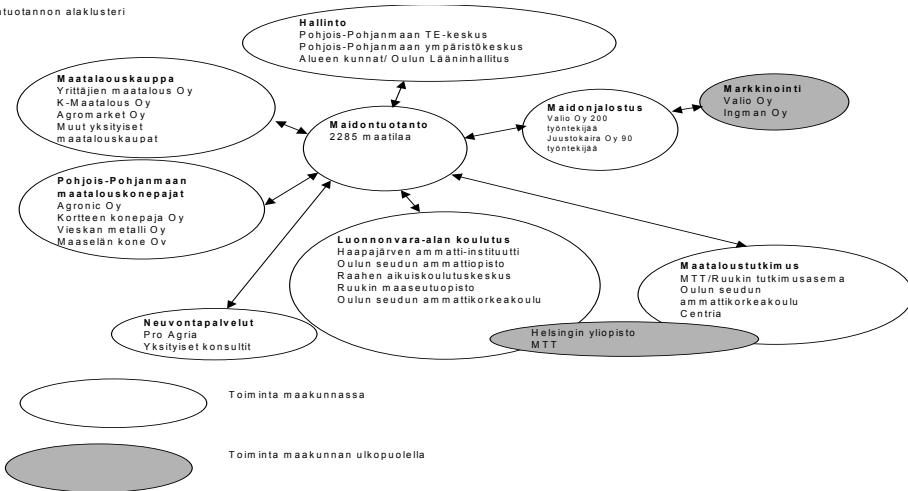 Hallinto
Pohjois-Pohjanmaan TE-keskus
Pohjois-Pohjanmaan ympäristökeskus
Alueen kunnat/ Oulun Lääninhallitus
Maatalaouskauppa
Yrittäjien maatalous Oy
K-Maatalous Oy
Agromarket Oy
Muut yksityiset
maatalouskaupat
Maidontuotanto
2285 maatilaa
Maidonjalostus
Valio Oy 200
työntekijää
Juustokaira Oy 90
työntekijää
Markkinointi
Valio Oy
Ingman Oy
Pohjois-Pohjanmaan
maatalouskonepajat
Agronic Oy
Kortteen konepaja Oy
Vieskan metalli Oy
Maaselän kone Oy
Luonnonvara-alan koulutus
Haapajärven ammatti-instituutti
Oulun seudun ammattiopisto
Raahen aikuiskoulutuskeskus
Ruukin maaseutuopisto
Oulun seudun ammattikorkeakoulu
Maataloustutkimus
MTT/Ruukin tutkimusasema
Oulun seudun
ammattikorkeakoulu
Centria
Neuvontapalvelut
Pro Agria
Yksityiset konsultit
Helsingin yliopisto
MTT
Toiminta maakunnassa
Toiminta maakunnan ulkopuolella
alaklusteri